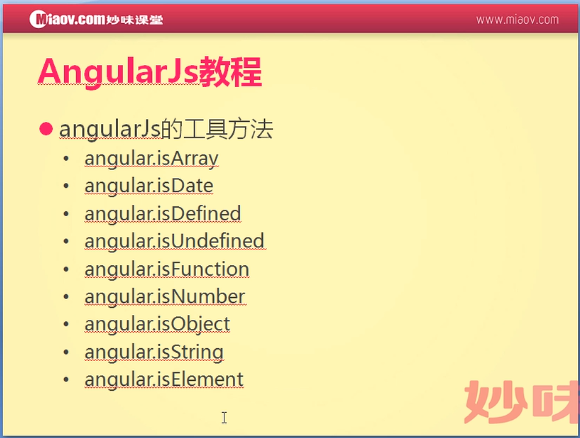 Miaov.com妙味课堂
www.miaov.com
AngularJs教程
angularJs的工具方法
angular.isArray
angular.isDate
angular.isDefined
angular.isUndefined
angular.isFunction
angular.isNumber
angular.isObject
angular.isString
angular.isElement
妙味